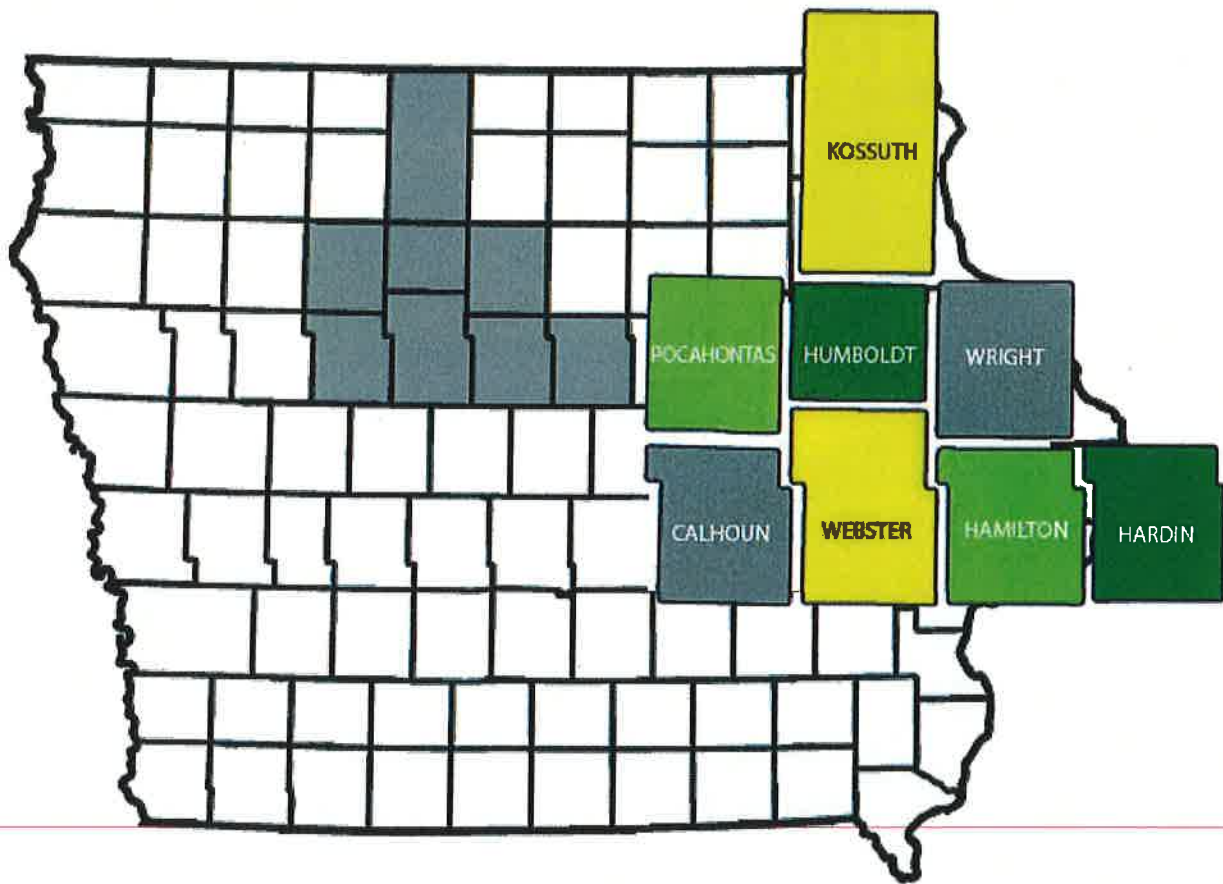 KOSSUTH
POCAHONTAS
HUMBOLDT
WRIGHT
CALHOUN
WEBSTER
HAMILTON
HARDIN